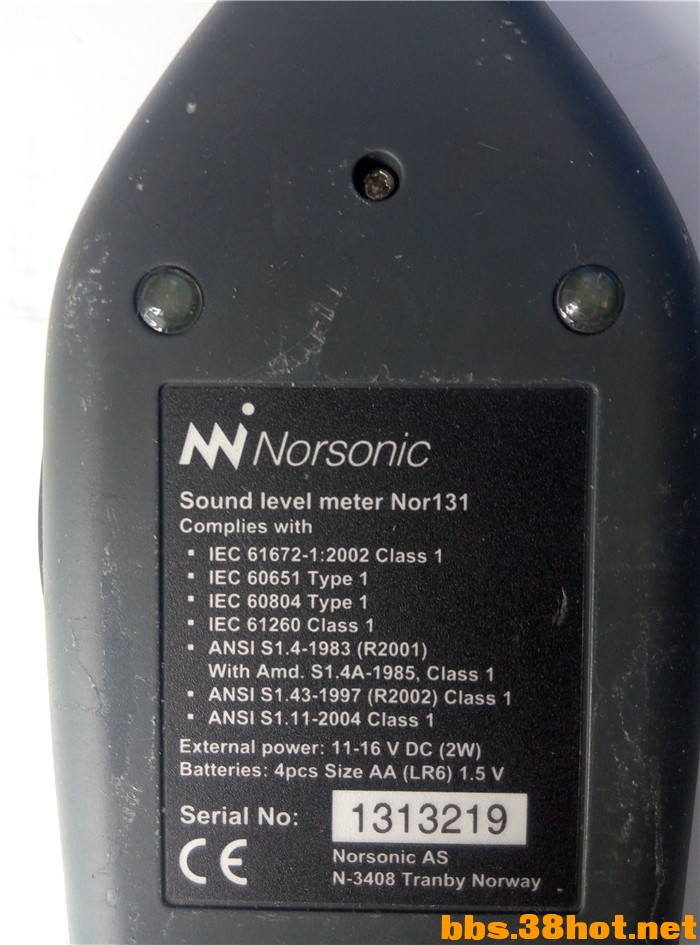 Norsonic
Sound level meter Nor131
Complies with
▪ IEC 61672-1:2002 Class 1
▪ IEC 60651 Type 1
▪ IEC 60804 Type 1
▪ IEC 61260 Class 1
▪ ANSI S1.4-1983 (R2001)
With Amd. S1.4A-1985, Class 1
▪ ANSI S1.43-1997 (R2002) Class 1
▪ ANSI S1.11-2004 Class 1
External power: 11-16 V DC (2W)
Batteries: 4pcs Size AA (LR6) 1.5 V
Serial No: 1313219
CE
Norsonic AS
N-3408 Tranby Norway
bbs.38hot.net